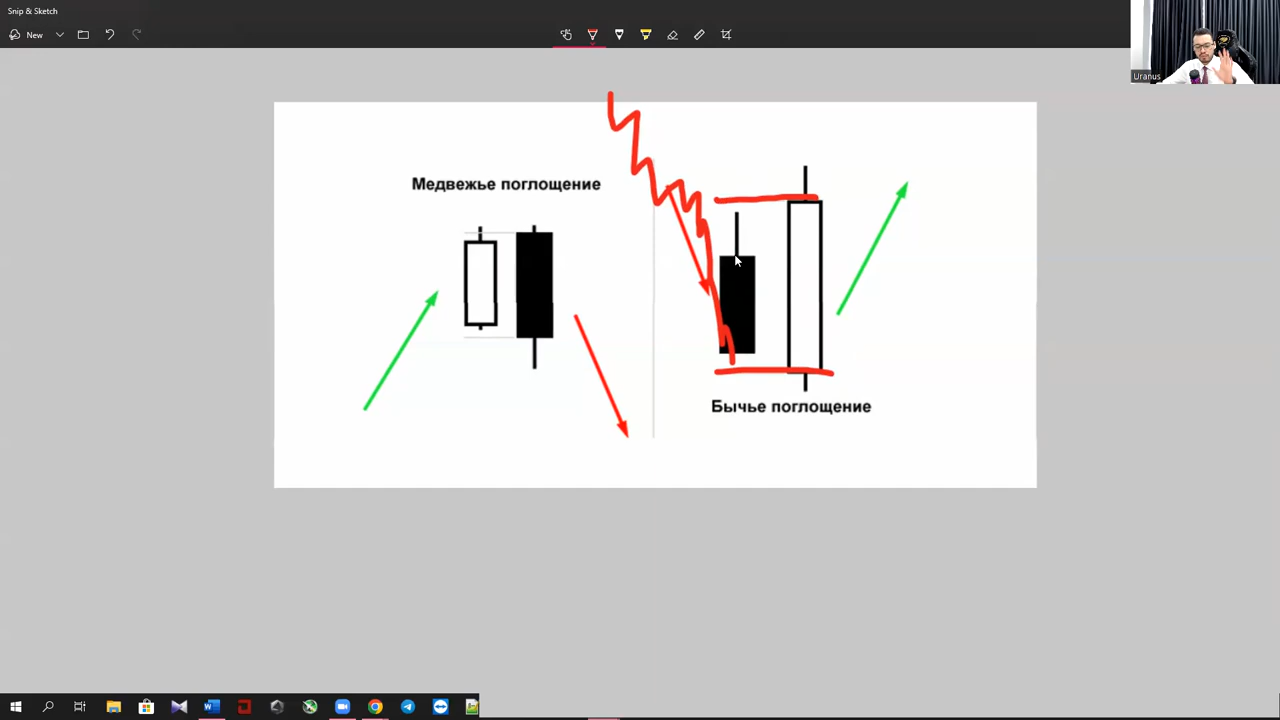 Snip & Sketch
New
Uranus
Медвежье поглощение
Бычье поглощение